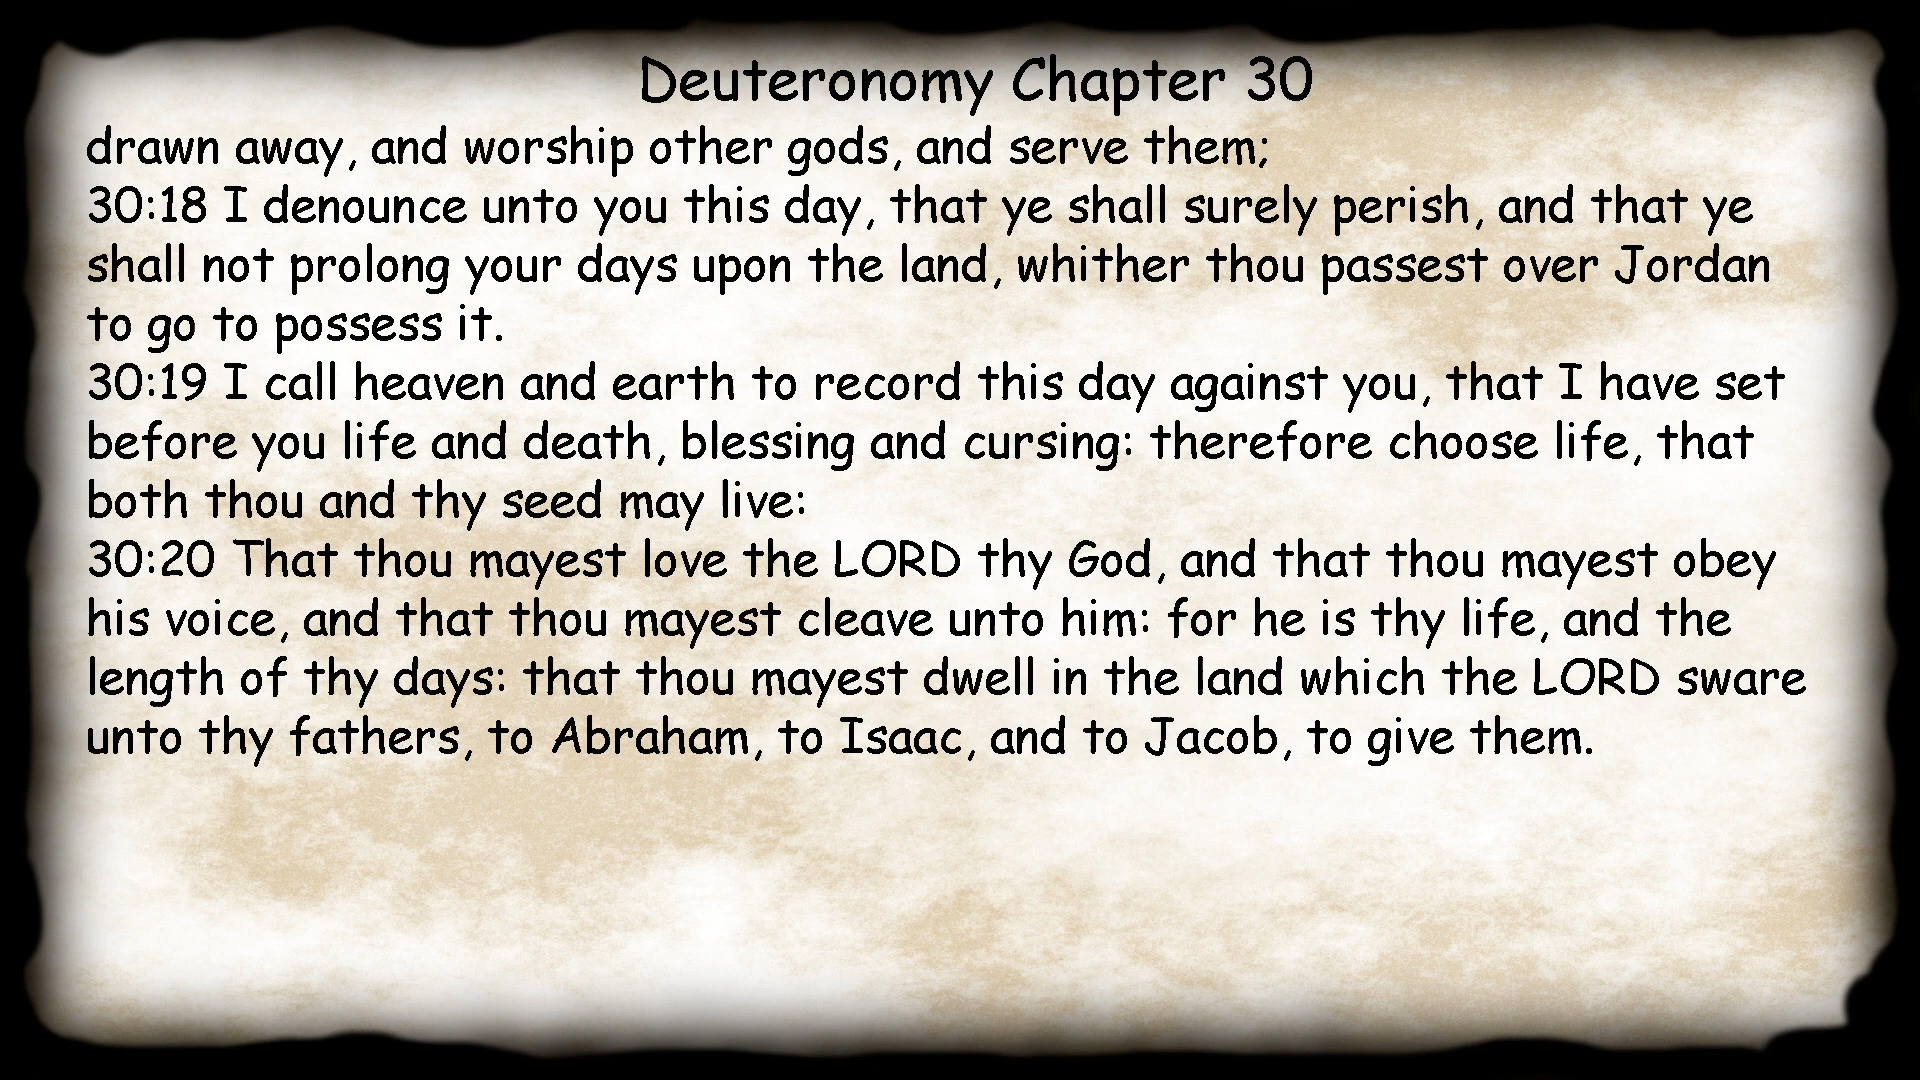 Deuteronomy Chapter 30
drawn away, and worship other gods, and serve them;
30:18 I denounce unto you this day, that ye shall surely perish, and that ye
shall not prolong your days upon the land, whither thou passest over Jordan
to go to possess it.
30:19 I call heaven and earth to record this day against you, that I have set
before you life and death, blessing and cursing: therefore choose life, that
both thou and thy seed may live:
30:20 That thou mayest love the LORD thy God, and that thou mayest obey
his voice, and that thou mayest cleave unto him: for he is thy life, and the
length of thy days: that thou mayest dwell in the land which the LORD sware
unto thy fathers, to Abraham, to Isaac, and to Jacob, to give them.